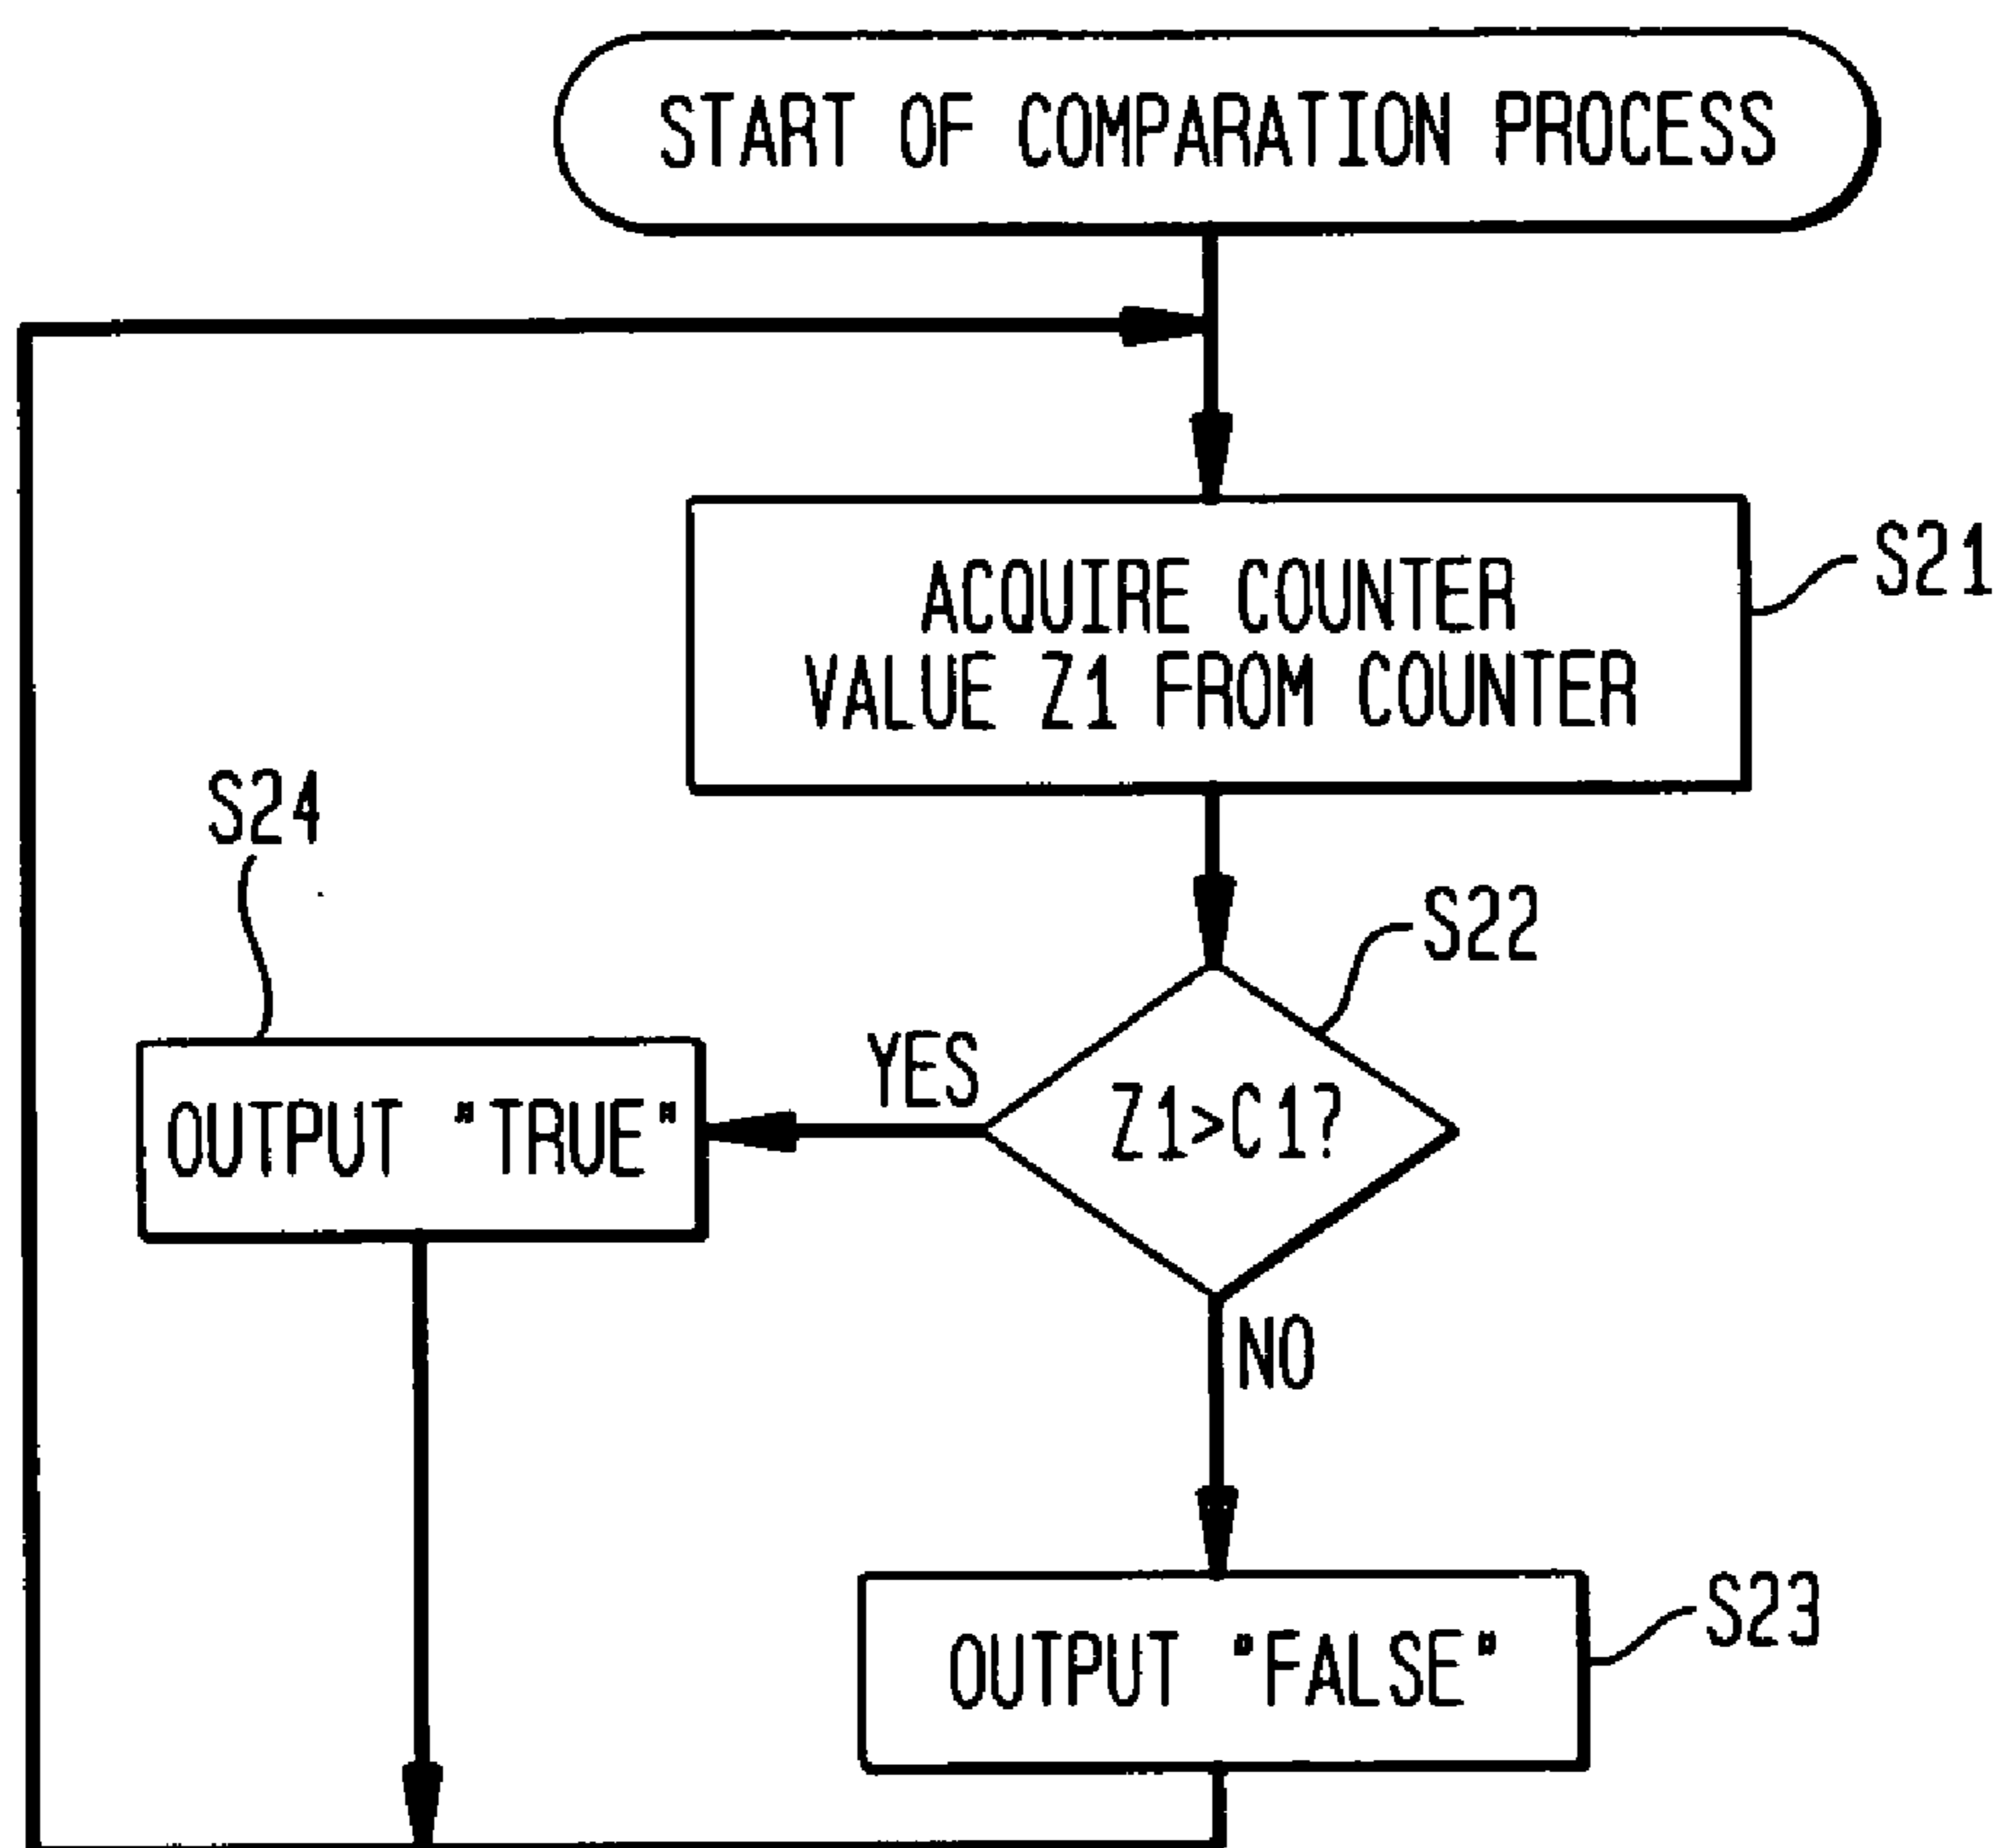 START OF COMPARATION PROCESS
ACQUIRE COUNTER
VALUE Z1 FROM COUNTER
S21
S24
S22
YES
Z1>C1?
OUTPUT "TRUE"
NO
OUTPUT "FALSE"
S23